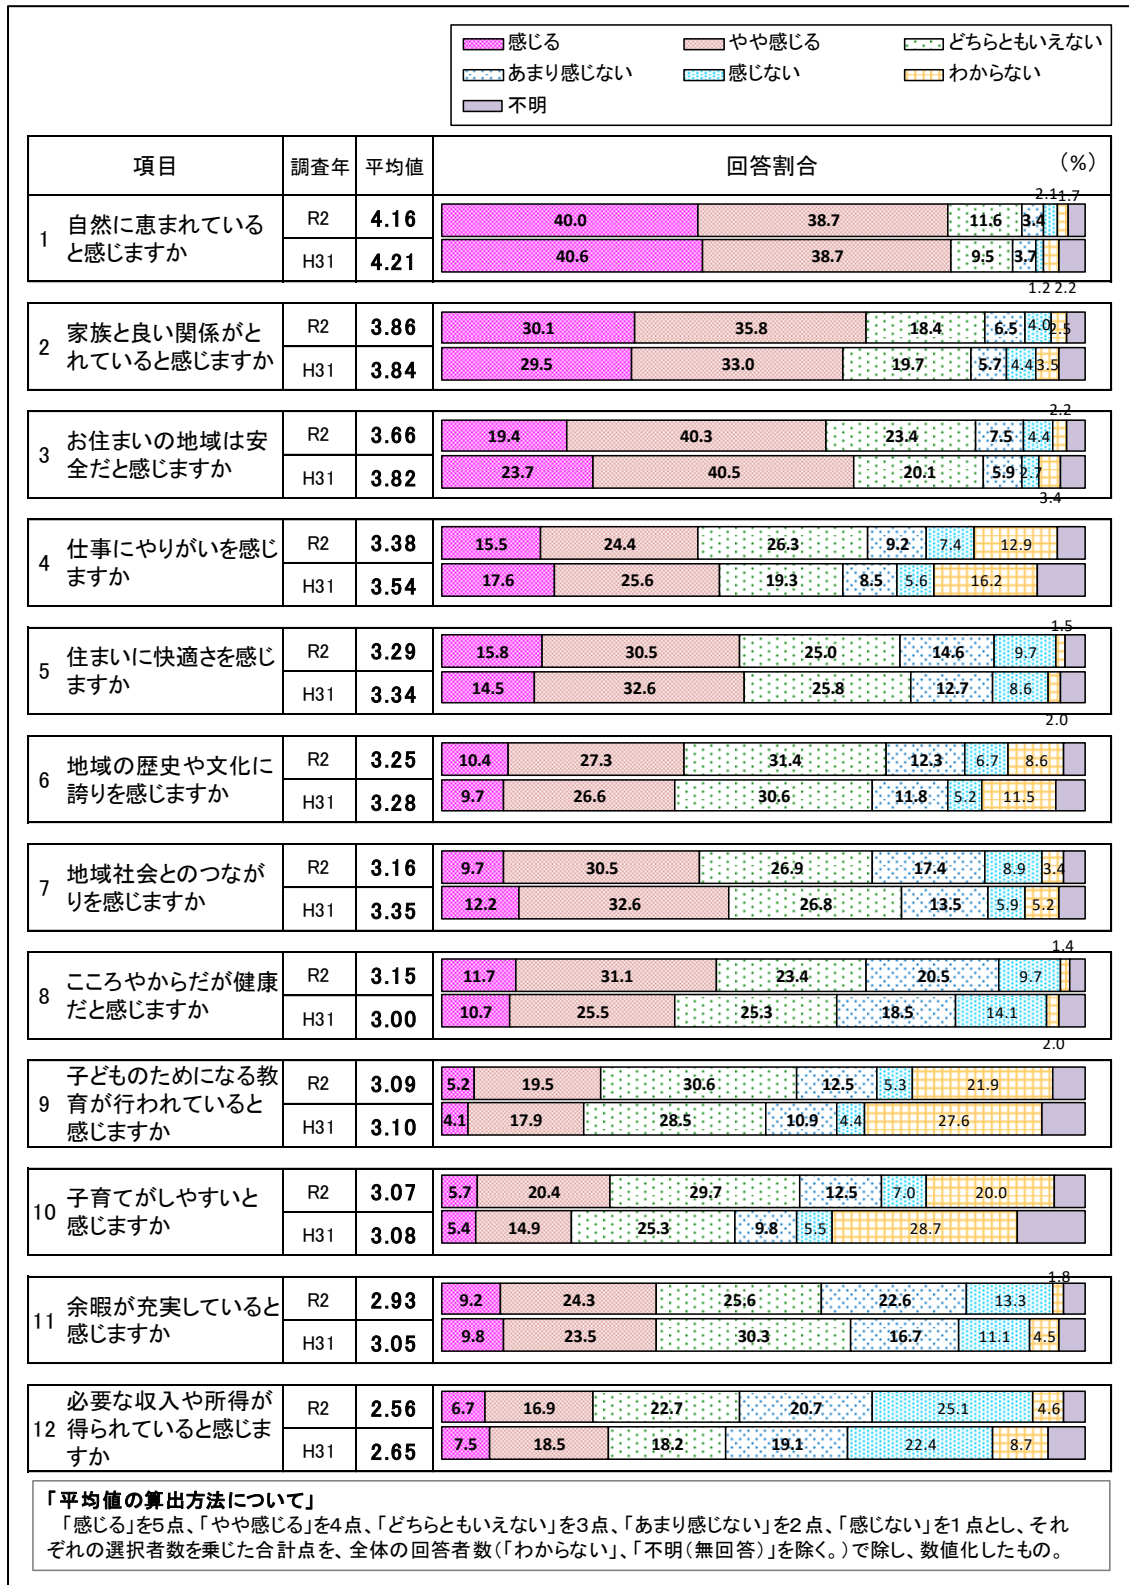 感じる やや感じる どちらともいえない
あまり感じない 感じない わからない
不明
項目 調査年 平均値 回答割合 (%)
1 自然に恵まれている
と感じますか
R2 4.16 40.0 38.7 11.6 3.4 2.1 1.7
H31 4.21 40.6 38.7 9.5 3.7 1.2 2.2
2 家族と良い関係がと
れていると感じますか
R2 3.86 30.1 35.8 18.4 6.5 4.0 2.5
H31 3.84 29.5 33.0 19.7 5.7 4.4 3.5
3 お住まいの地域は安
全だと感じますか
R2 3.66 19.4 40.3 23.4 7.5 4.4 2.2
H31 3.82 23.7 40.5 20.1 5.9 2.7 3.4
4 仕事にやりがいを感じ
ますか
R2 3.38 15.5 24.4 26.3 9.2 7.4 12.9
H31 3.54 17.6 25.6 19.3 8.5 5.6 16.2
5 住まいに快適さを感じ
ますか
R2 3.29 15.8 30.5 25.0 14.6 9.7 1.5
H31 3.34 14.5 32.6 25.8 12.7 8.6 2.0
6 地域の歴史や文化に
誇りを感じますか
R2 3.25 10.4 27.3 31.4 12.3 6.7 8.6
H31 3.28 9.7 26.6 30.6 11.8 5.2 11.5
7 地域社会とのつなが
りを感じますか
R2 3.16 9.7 30.5 26.9 17.4 8.9 3.4
H31 3.35 12.2 32.6 26.8 13.5 5.9 5.2
8 こころやからだが健康
だと感じますか
R2 3.15 11.7 31.1 23.4 20.5 9.7 1.4
H31 3.00 10.7 25.5 25.3 18.5 14.1 2.0
9 子どものためになる教
育が行われていると
感じますか
R2 3.09 5.2 19.5 30.6 12.5 5.3 21.9
H31 3.10 4.1 17.9 28.5 10.9 4.4 27.6
10 子育てがしやすいと
感じますか
R2 3.07 5.7 20.4 29.7 12.5 7.0 20.0
H31 3.08 5.4 14.9 25.3 9.8 5.5 28.7
11 余暇が充実していると
感じますか
R2 2.93 9.2 24.3 25.6 22.6 13.3 1.8
H31 3.05 9.8 23.5 30.3 16.7 11.1 4.5
12 必要な収入や所得が
得られていると感じま
すか
R2 2.56 6.7 16.9 22.7 20.7 25.1 4.6
H31 2.65 7.5 18.5 18.2 19.1 22.4 8.7
「平均値の算出方法について」
「感じる」を5点、「やや感じる」を4点、「どちらともいえない」を3点、「あまり感じない」を2点、「感じない」を1点とし、それ
ぞれの選択者数を乗じた合計点を、全体の回答者数(「わからない」、「不明(無回答)」を除く。)で除し、数値化したもの。